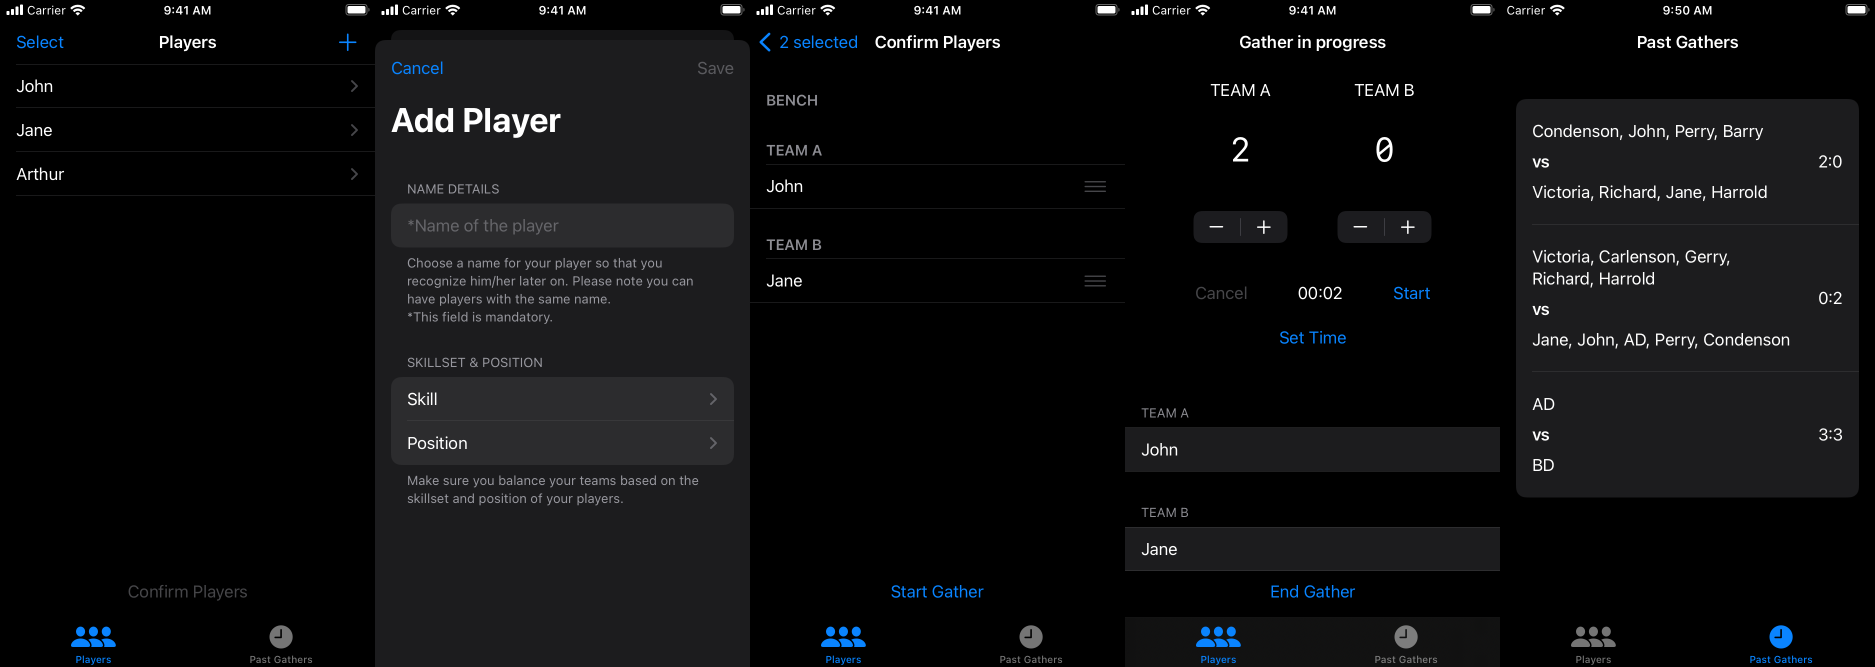 Carrier 9:41 AM
Select Players
John
Jane
Arthur
Confirm Players
Players Past Gathers
Carrier 9:41 AM
Cancel Save
Add Player
NAME DETAILS
*Name of the player
Choose a name for your player so that you
recognize him/her later on. Please note you can
have players with the same name.
*This field is mandatory.
SKILLSET & POSITION
Skill
Position
Make sure you balance your teams based on the
skillset and position of your players.
Carrier 9:41 AM
2 selected Confirm Players
BENCH
TEAM A
John
TEAM B
Jane
Start Gather
Players Past Gathers
Carrier 9:41 AM
Gather in progress
TEAM A TEAM B
2 0
Cancel 00:02 Start
Set Time
TEAM A
John
TEAM B
Jane
End Gather
Players Past Gathers
Carrier 9:50 AM
Past Gathers
Condenson, John, Perry, Barry
vs 2:0
Victoria, Richard, Jane, Harrold
Victoria, Carlenson, Gerry,
Richard, Harrold
vs 0:2
Jane, John, AD, Perry, Condenson
AD
vs 3:3
BD
Players Past Gathers